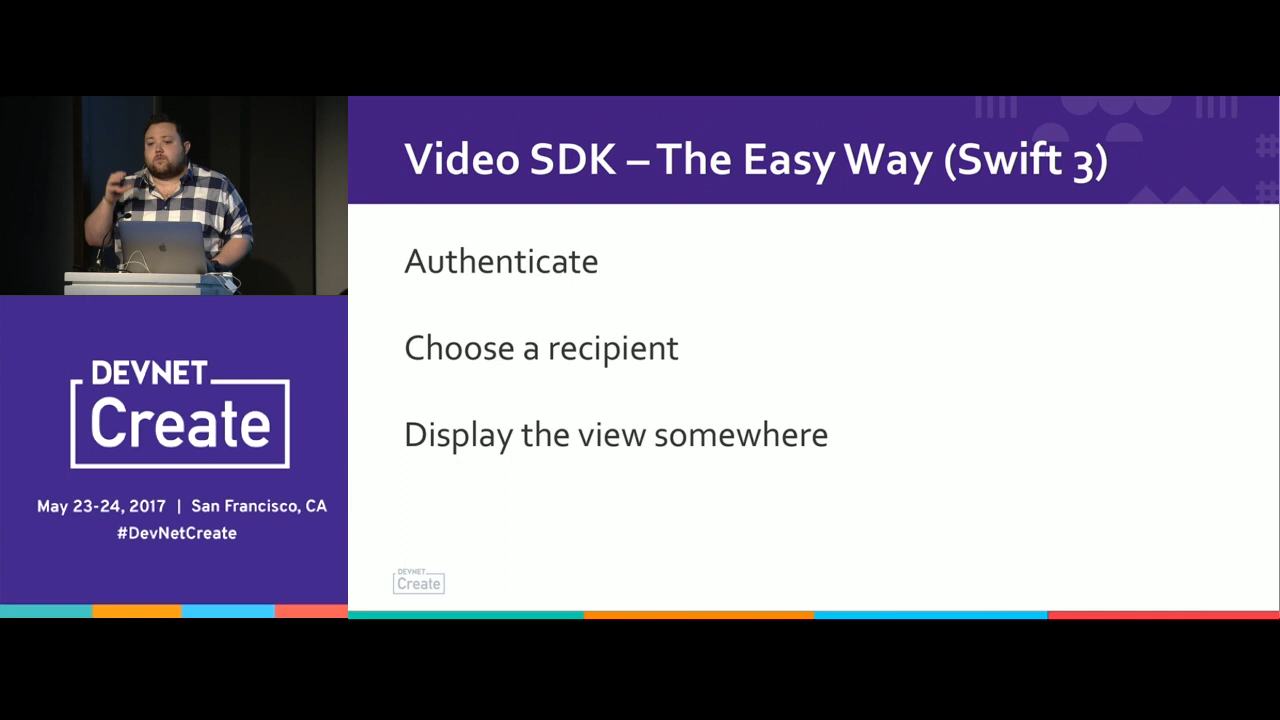 Video SDK – The Easy Way (Swift 3)
Authenticate
Choose a recipient
Display the view somewhere
DEVNET
Create
DEVNET
Create
May 23-24, 2017 | San Francisco, CA
#DevNetCreate